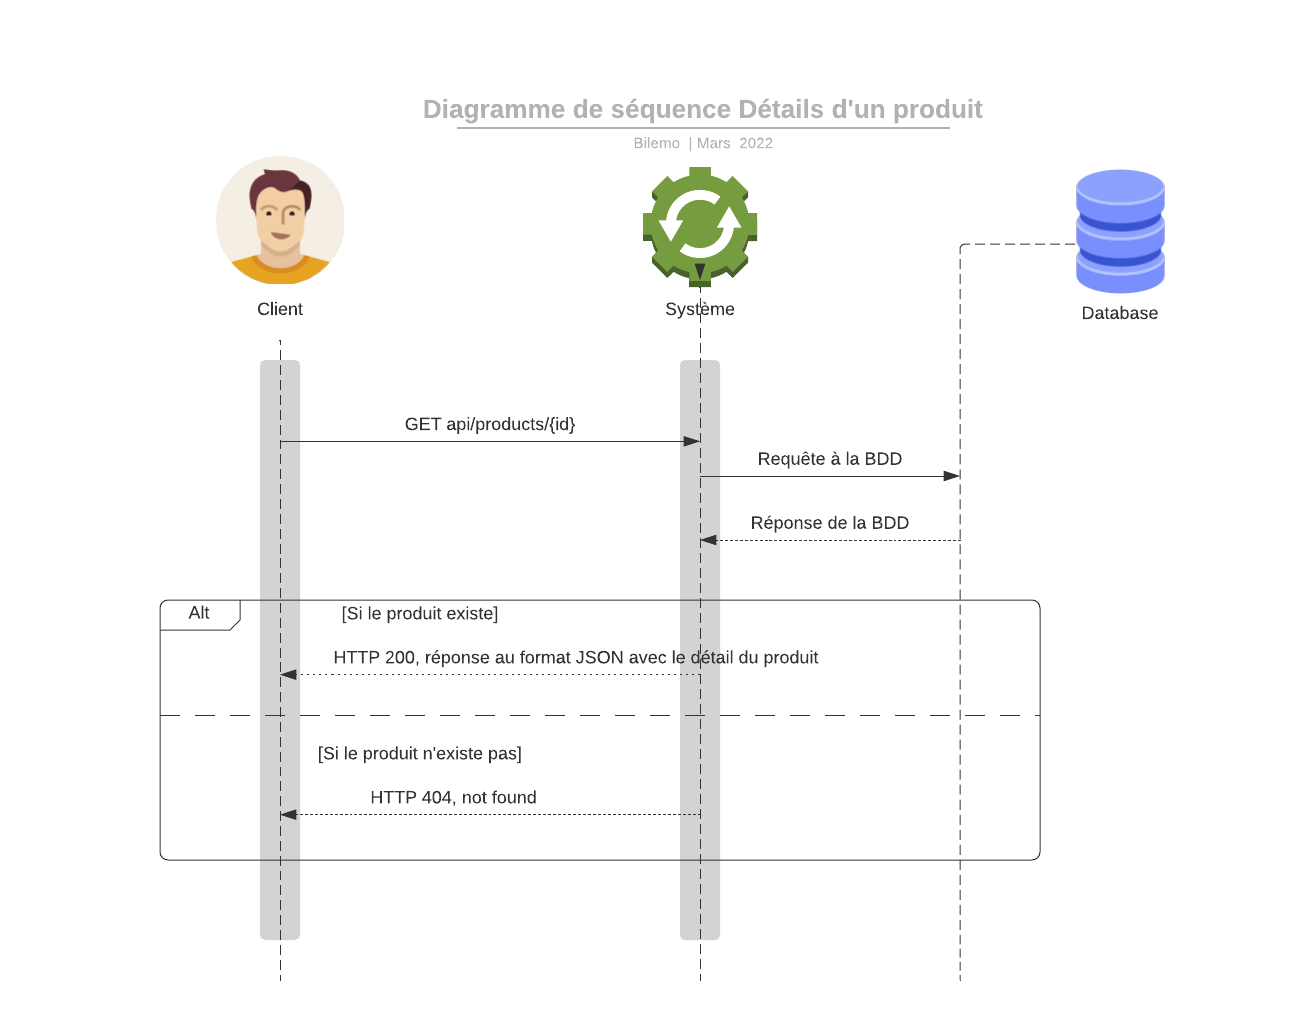 Diagramme de séquence Détails d'un produit
Bilemo | Mars 2022
Client
Système
Database
GET api/products/{id}
Requête à la BDD
Réponse de la BDD
Alt
[Si le produit existe]
HTTP 200, réponse au format JSON avec le détail du produit
[Si le produit n'existe pas]
HTTP 404, not found